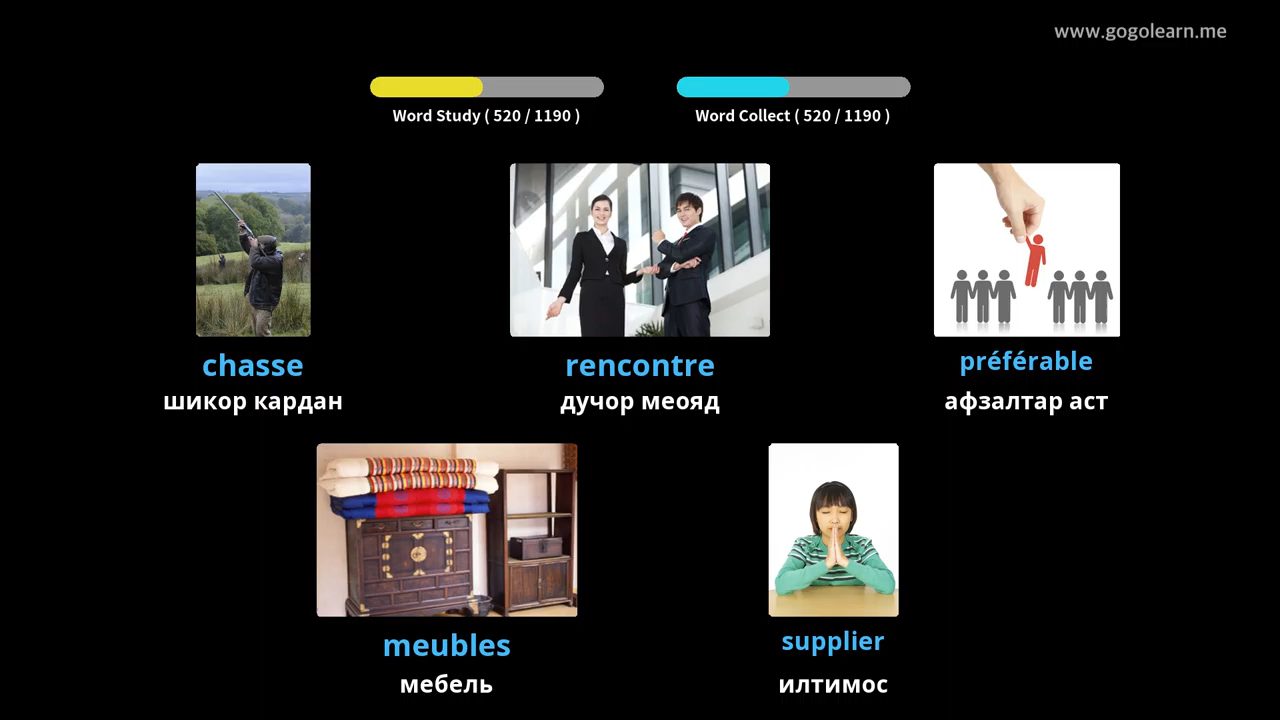 www.gogolearn.me
Word Study ( 520 / 1190 )
Word Collect ( 520 / 1190 )
chasse
шикор кардан
rencontre
дучор меояд
préférable
афзалтар аст
meubles
мебель
supplier
илтимос